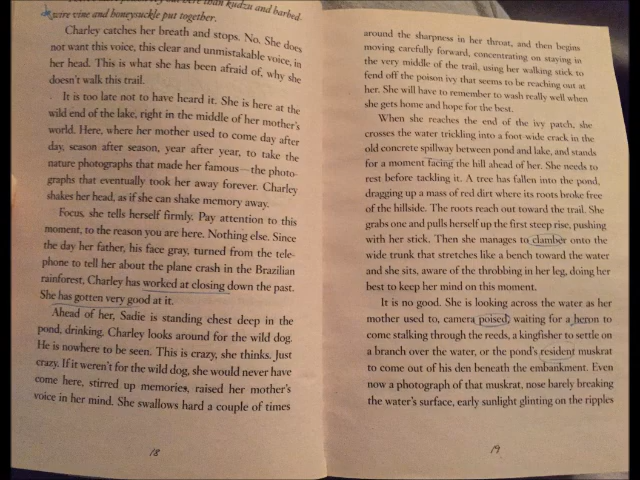 than kudzu and barbed-
wire vine and honeysuckle put together.
Charley catches her breath and stops. No. She does
not want this voice, this clear and unmistakable voice, in
her head. This is what she has been afraid of, why she
doesn't walk this trail.
It is too late not to have heard it. She is here at the
wild end of the lake, right in the middle of her mother's
world. Here, where her mother used to come day after
day, season after season, year after year, to take the
nature photographs that made her famous—the photo-
graphs that eventually took her away forever. Charley
shakes her head, as if she can shake memory away.
Focus, she tells herself firmly. Pay attention to this
moment, to the reason you are here. Nothing else. Since
the day her father, his face gray, turned from the tele-
phone to tell her about the plane crash in the Brazilian
rainforest, Charley has worked at closing down the past.
She has gotten very good at it.
Ahead of her, Sadie is standing chest deep in the
pond, drinking. Charley looks around for the wild dog.
He is nowhere to be seen. This is crazy, she thinks. Just
crazy. If it weren't for the wild dog, she would never have
come here, stirred up memories, raised her mother's
voice in her mind. She swallows hard a couple of times
18
around the sharpness in her throat, and then begins
moving carefully forward, concentrating on staying in
the very middle of the trail, using her walking stick to
fend off the poison ivy that seems to be reaching out at
her. She will have to remember to wash really well when
she gets home and hope for the best.
When she reaches the end of the ivy patch, she
crosses the water trickling into a foot-wide crack in the
old concrete spillway between pond and lake, and stands
for a moment facing the hill ahead of her. She needs to
rest before tackling it. A tree has fallen into the pond,
dragging up a mass of red dirt where its roots broke free
of the hillside. The roots reach out toward the trail. She
grabs one and pulls herself up the first steep rise, pushing
with her stick. Then she manages to clamber onto the
wide trunk that stretches like a bench toward the water
and she sits, aware of the throbbing in her leg, doing her
best to keep her mind on this moment.
It is no good. She is looking across the water as her
mother used to, camera poised, waiting for a heron to
come stalking through the reeds, a kingfisher to settle on
a branch over the water, or the pond's resident muskrat
to come out of his den beneath the embankment. Even
now a photograph of that muskrat, nose barely breaking
the water's surface, early sunlight glinting on the ripples
19